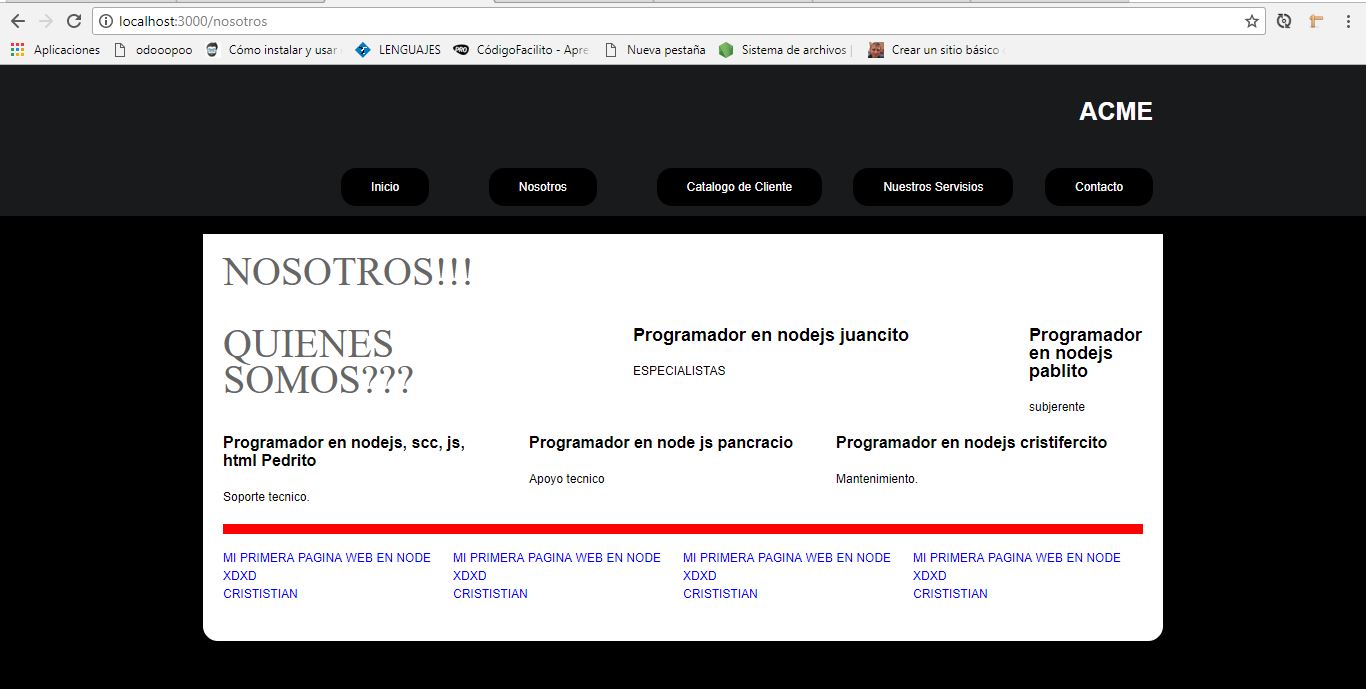 localhost:3000/nosotros
Aplicaciones odooopoo Cómo instalar y usar LENGUAJES PRO CódigoFacilito - Apre Nueva pestaña Sistema de archivos | Crear un sitio básico
ACME
Inicio Nosotros Catalogo de Cliente Nuestros Servisios Contacto
NOSOTROS!!!
QUIENES
SOMOS???
Programador en nodejs juancito
ESPECIALISTAS
Programador
en nodejs
pablito
subjerente
Programador en nodejs, scc, js,
html Pedrito
Soporte tecnico.
Programador en node js pancracio
Apoyo tecnico
Programador en nodejs cristifercito
Mantenimiento.
MI PRIMERA PAGINA WEB EN NODE
XDXD
CRISTISTIAN
MI PRIMERA PAGINA WEB EN NODE
XDXD
CRISTISTIAN
MI PRIMERA PAGINA WEB EN NODE
XDXD
CRISTISTIAN
MI PRIMERA PAGINA WEB EN NODE
XDXD
CRISTISTIAN